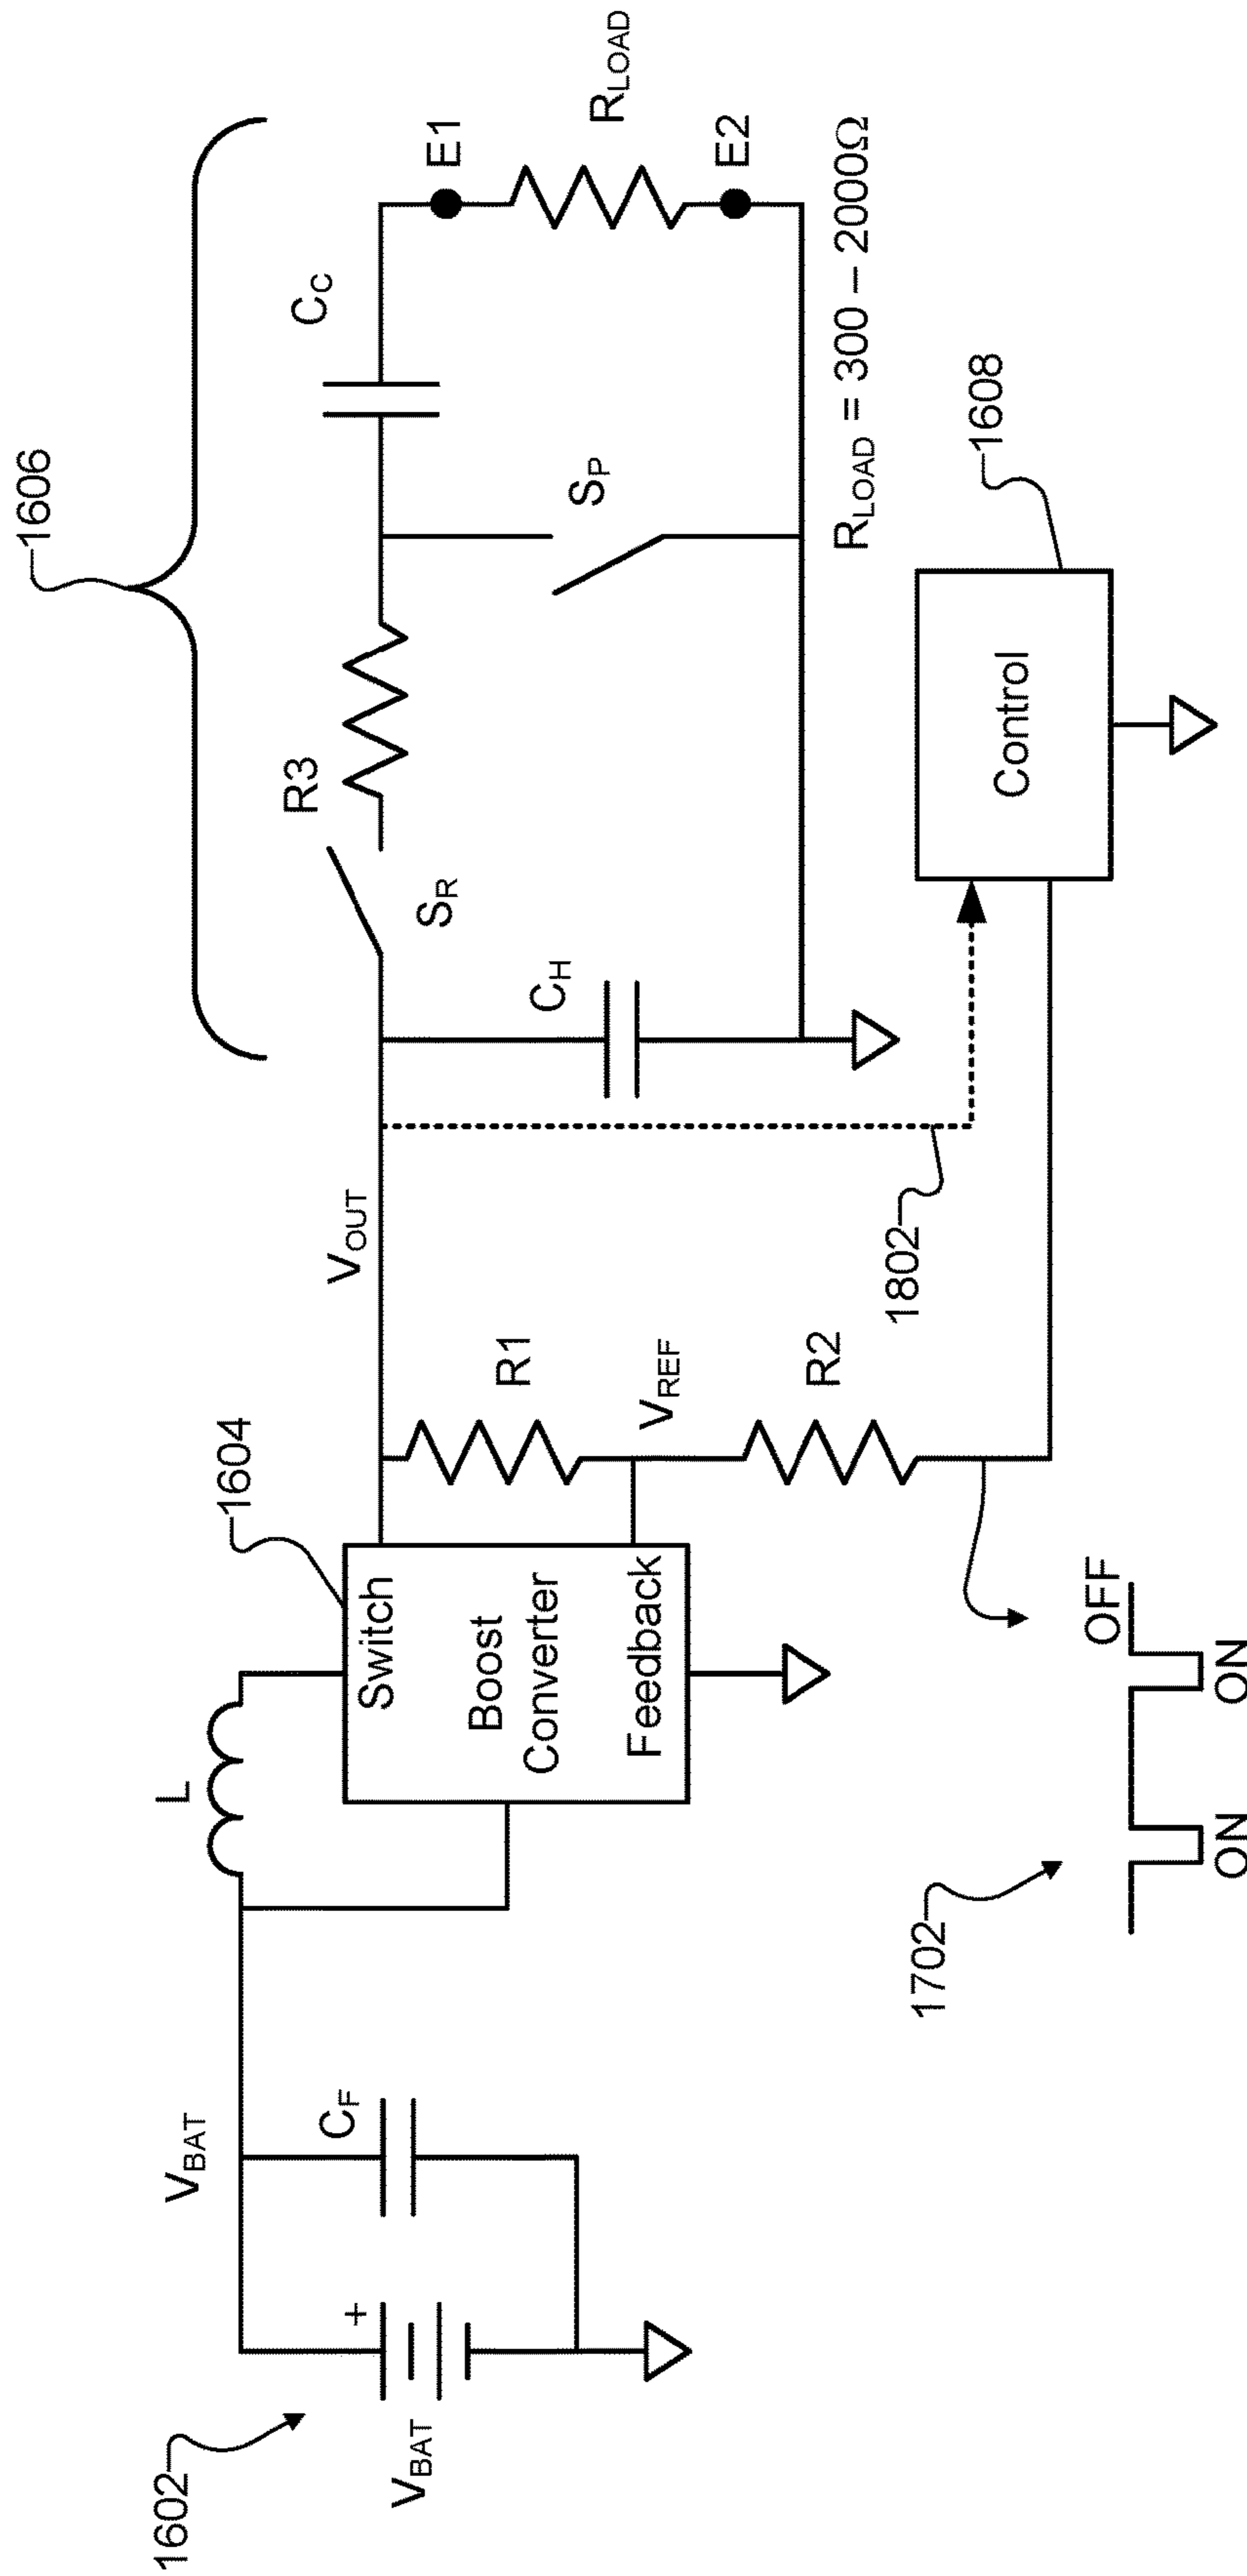 1606
1602
V_BAT
V_BAT
+
C_F
L
1604
Switch
Boost
Converter
Feedback
V_OUT
R1
V_REF
R2
C_H
S_R
R3
S_P
C_C
E1
R_LOAD
E2
R_LOAD = 300 – 2000Ω
1802
Control
1608
1702
ON
ON
OFF